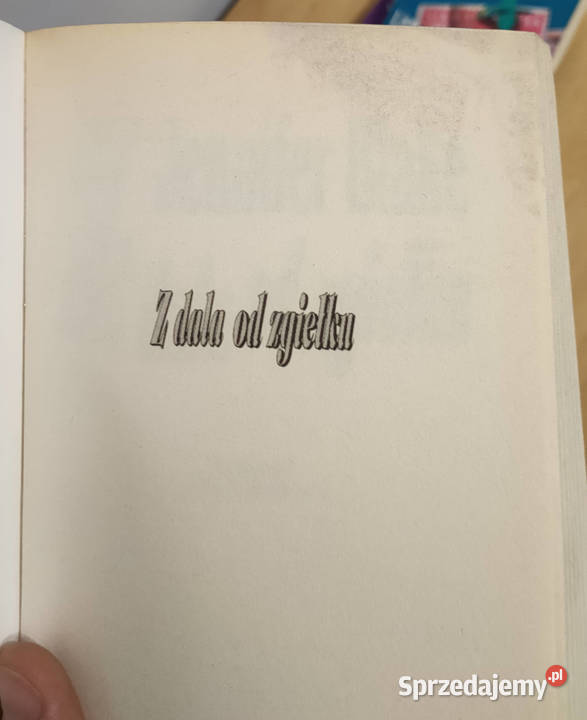 Z dala od zgiełku
Sprzedajemy.pl